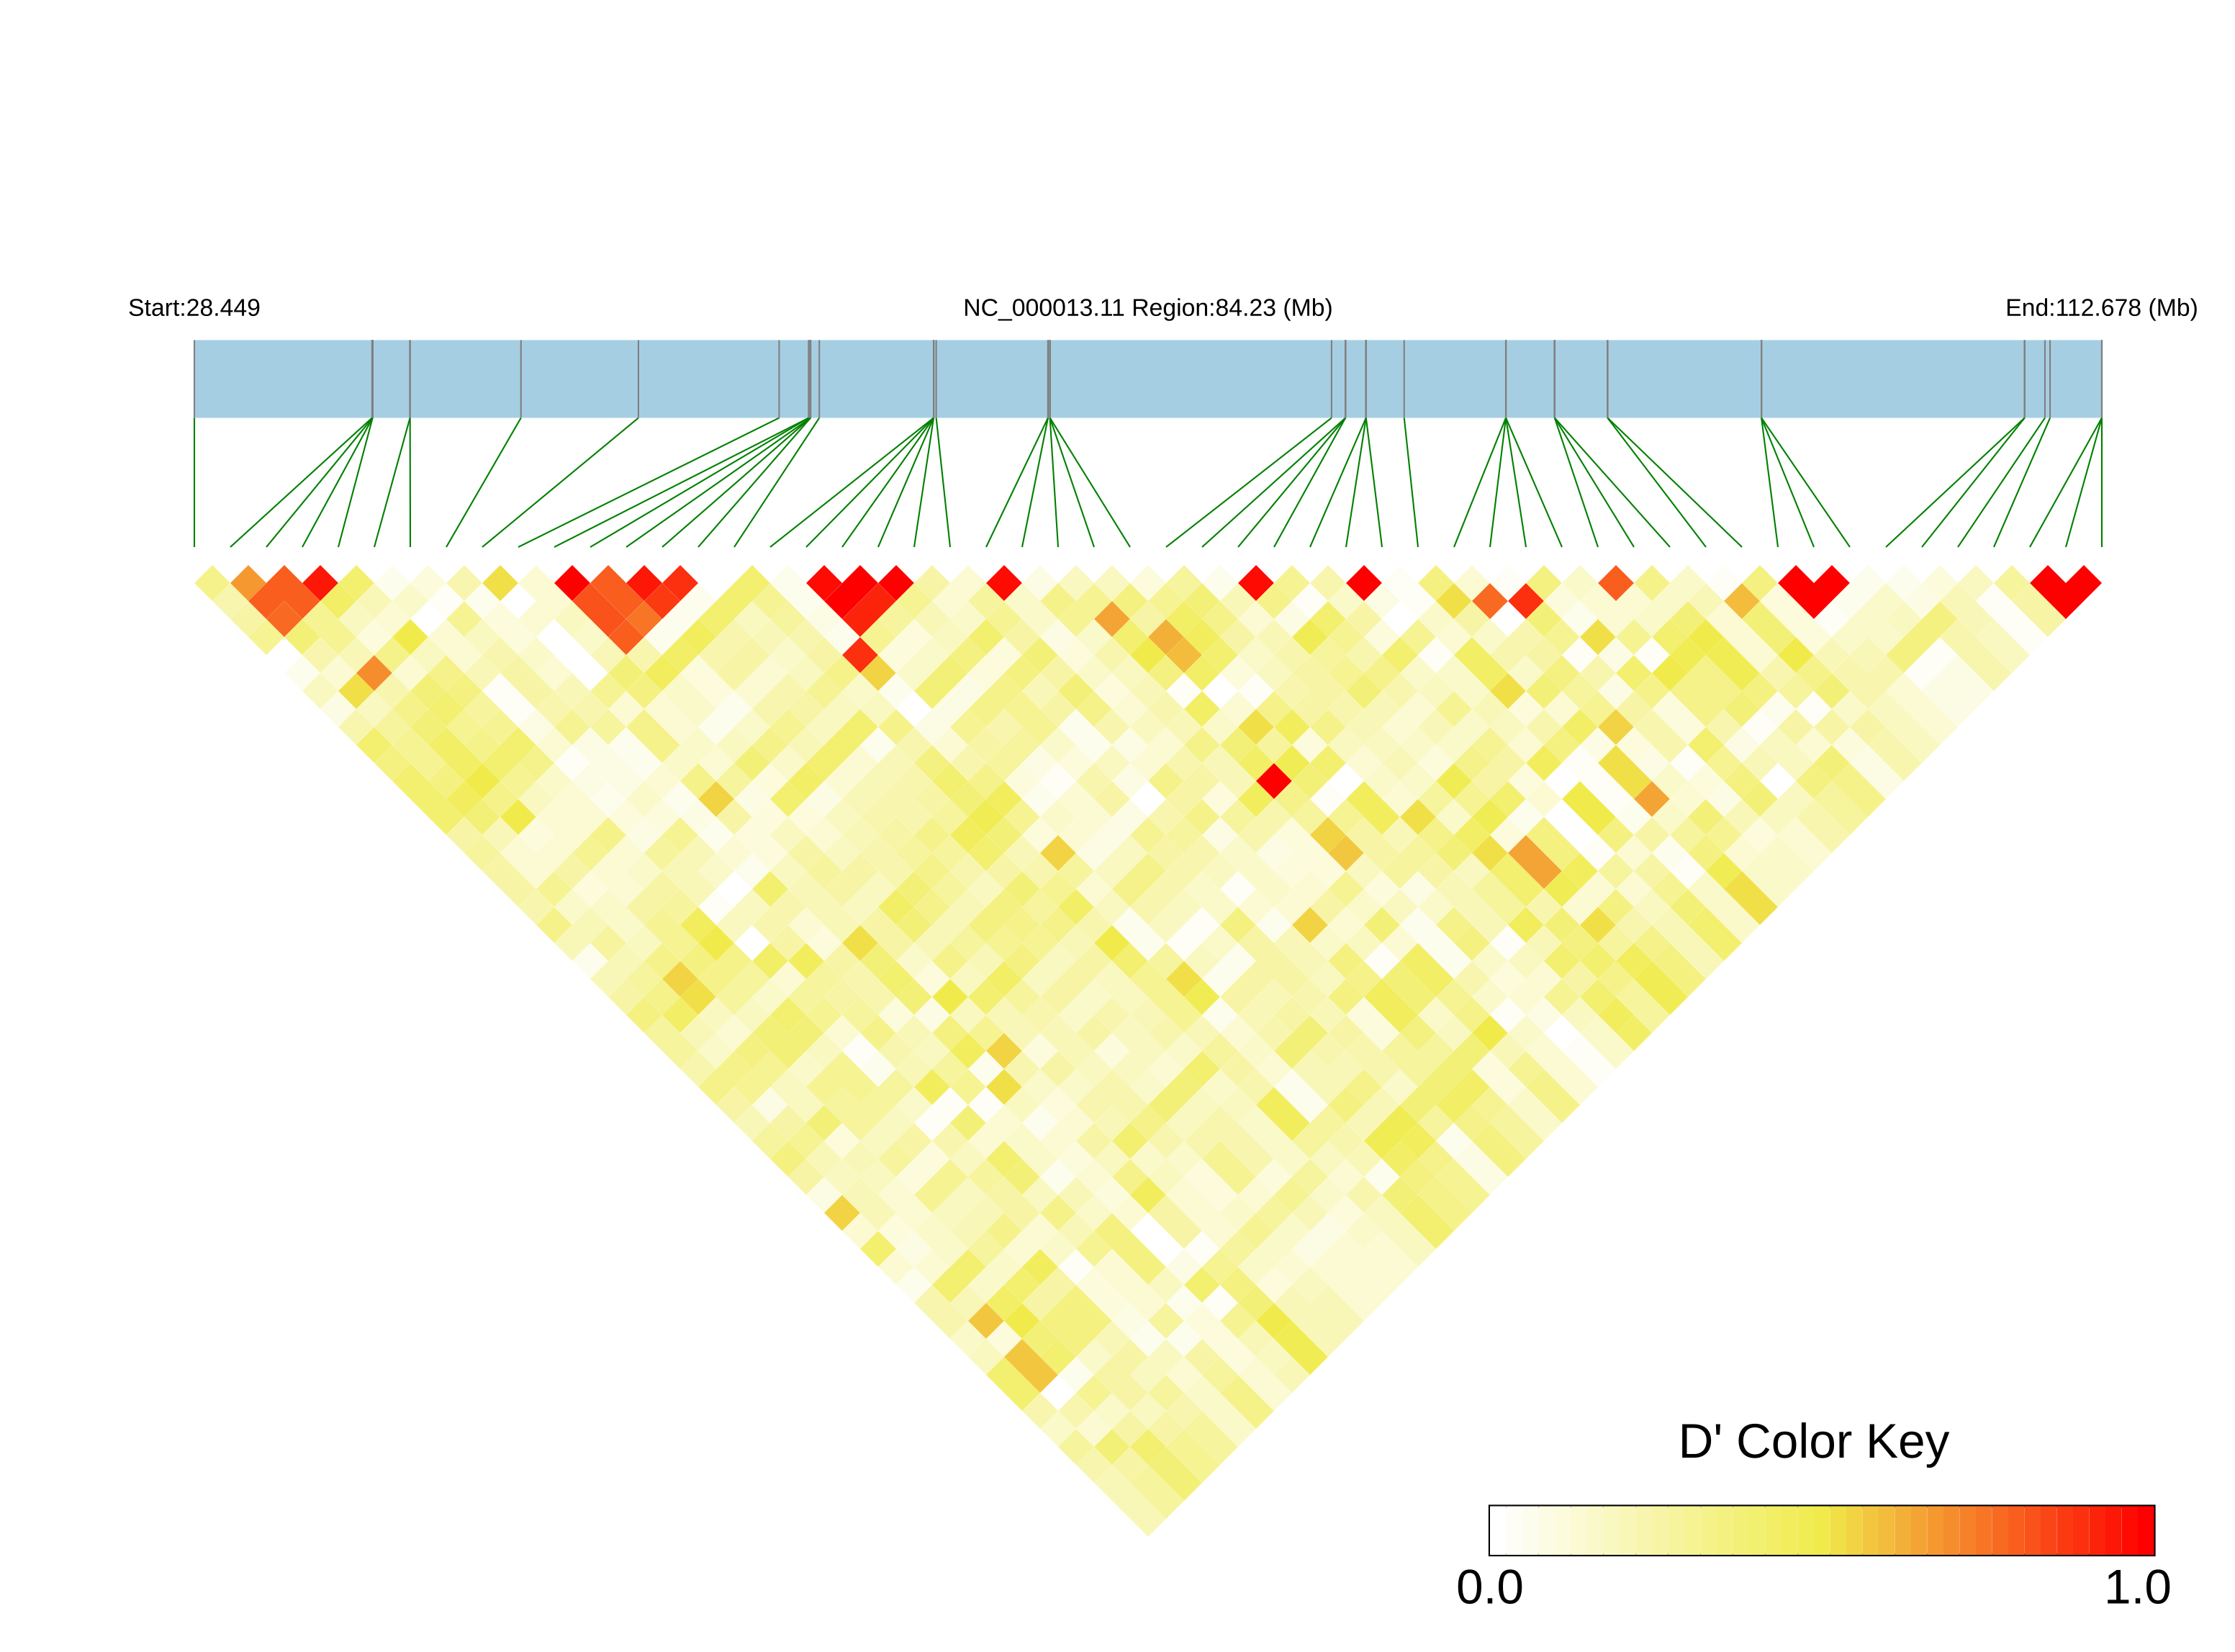 Start:28.449
NC_000013.11 Region:84.23 (Mb)
End:112.678 (Mb)
D' Color Key
0.0
1.0